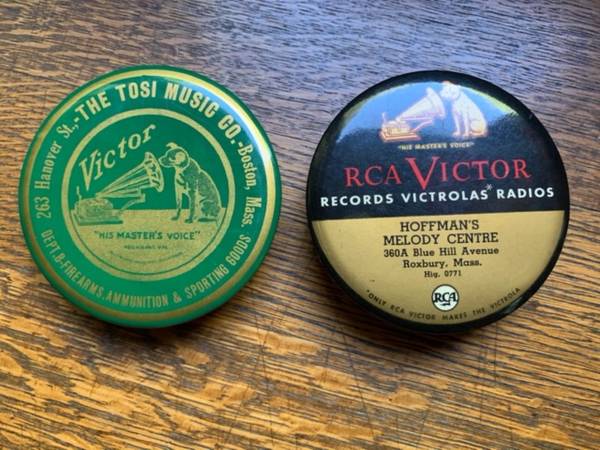 263 Hanover St.,-THE TOSI MUSIC CO.-Boston, Mass.
Victor
"HIS MASTER'S VOICE"
DEPT.B-FIREARMS, AMMUNITION & SPORTING GOODS
"HIS MASTER'S VOICE"
RCA VICTOR
RECORDS VICTROLAS* RADIOS
HOFFMAN'S
MELODY CENTRE
360A Blue Hill Avenue
Roxbury, Mass.
Hig. 0771
RCA
*ONLY RCA VICTOR MAKES THE VICTROLA